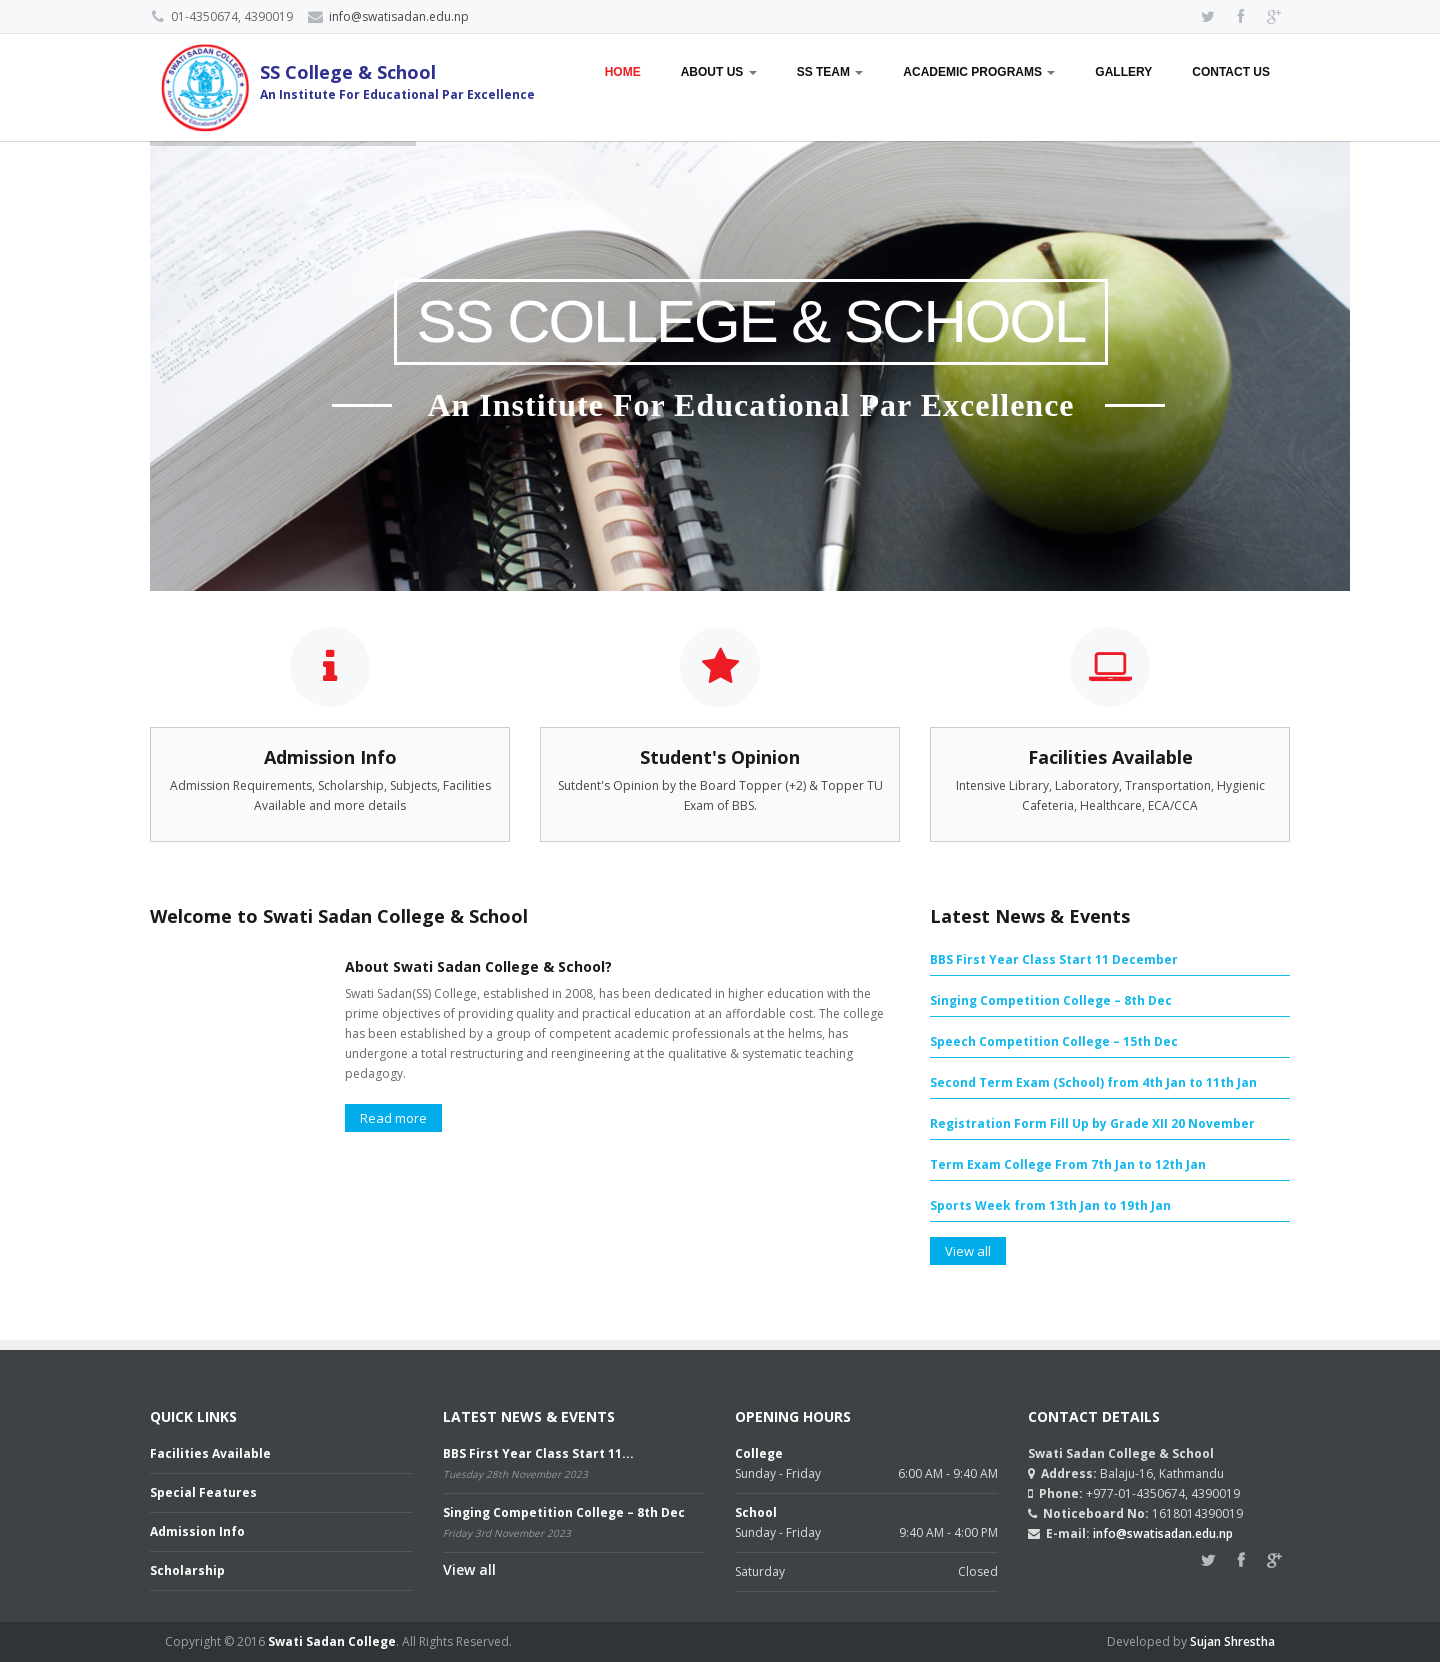 01-4350674, 4390019 info@swatisadan.edu.np
SWATI SADAN COLLEGE
An Institute for Educational Par Excellence
SS College & School
An Institute For Educational Par Excellence
HOME ABOUT US SS TEAM ACADEMIC PROGRAMS GALLERY CONTACT US
SS COLLEGE & SCHOOL
An Institute For Educational Par Excellence
Admission Info
Admission Requirements, Scholarship, Subjects, Facilities
Available and more details
Student's Opinion
Sutdent's Opinion by the Board Topper (+2) & Topper TU
Exam of BBS.
Facilities Available
Intensive Library, Laboratory, Transportation, Hygienic
Cafeteria, Healthcare, ECA/CCA
Welcome to Swati Sadan College & School
About Swati Sadan College & School?
Swati Sadan(SS) College, established in 2008, has been dedicated in higher education with the
prime objectives of providing quality and practical education at an affordable cost. The college
has been established by a group of competent academic professionals at the helms, has
undergone a total restructuring and reengineering at the qualitative & systematic teaching
pedagogy.
Read more
Latest News & Events
BBS First Year Class Start 11 December
Singing Competition College – 8th Dec
Speech Competition College – 15th Dec
Second Term Exam (School) from 4th Jan to 11th Jan
Registration Form Fill Up by Grade XII 20 November
Term Exam College From 7th Jan to 12th Jan
Sports Week from 13th Jan to 19th Jan
View all
QUICK LINKS
Facilities Available
Special Features
Admission Info
Scholarship
LATEST NEWS & EVENTS
BBS First Year Class Start 11...
Tuesday 28th November 2023
Singing Competition College – 8th Dec
Friday 3rd November 2023
View all
OPENING HOURS
College
Sunday - Friday 6:00 AM - 9:40 AM
School
Sunday - Friday 9:40 AM - 4:00 PM
Saturday Closed
CONTACT DETAILS
Swati Sadan College & School
Address: Balaju-16, Kathmandu
Phone: +977-01-4350674, 4390019
Noticeboard No: 1618014390019
E-mail: info@swatisadan.edu.np
Copyright © 2016 Swati Sadan College. All Rights Reserved.
Developed by Sujan Shrestha